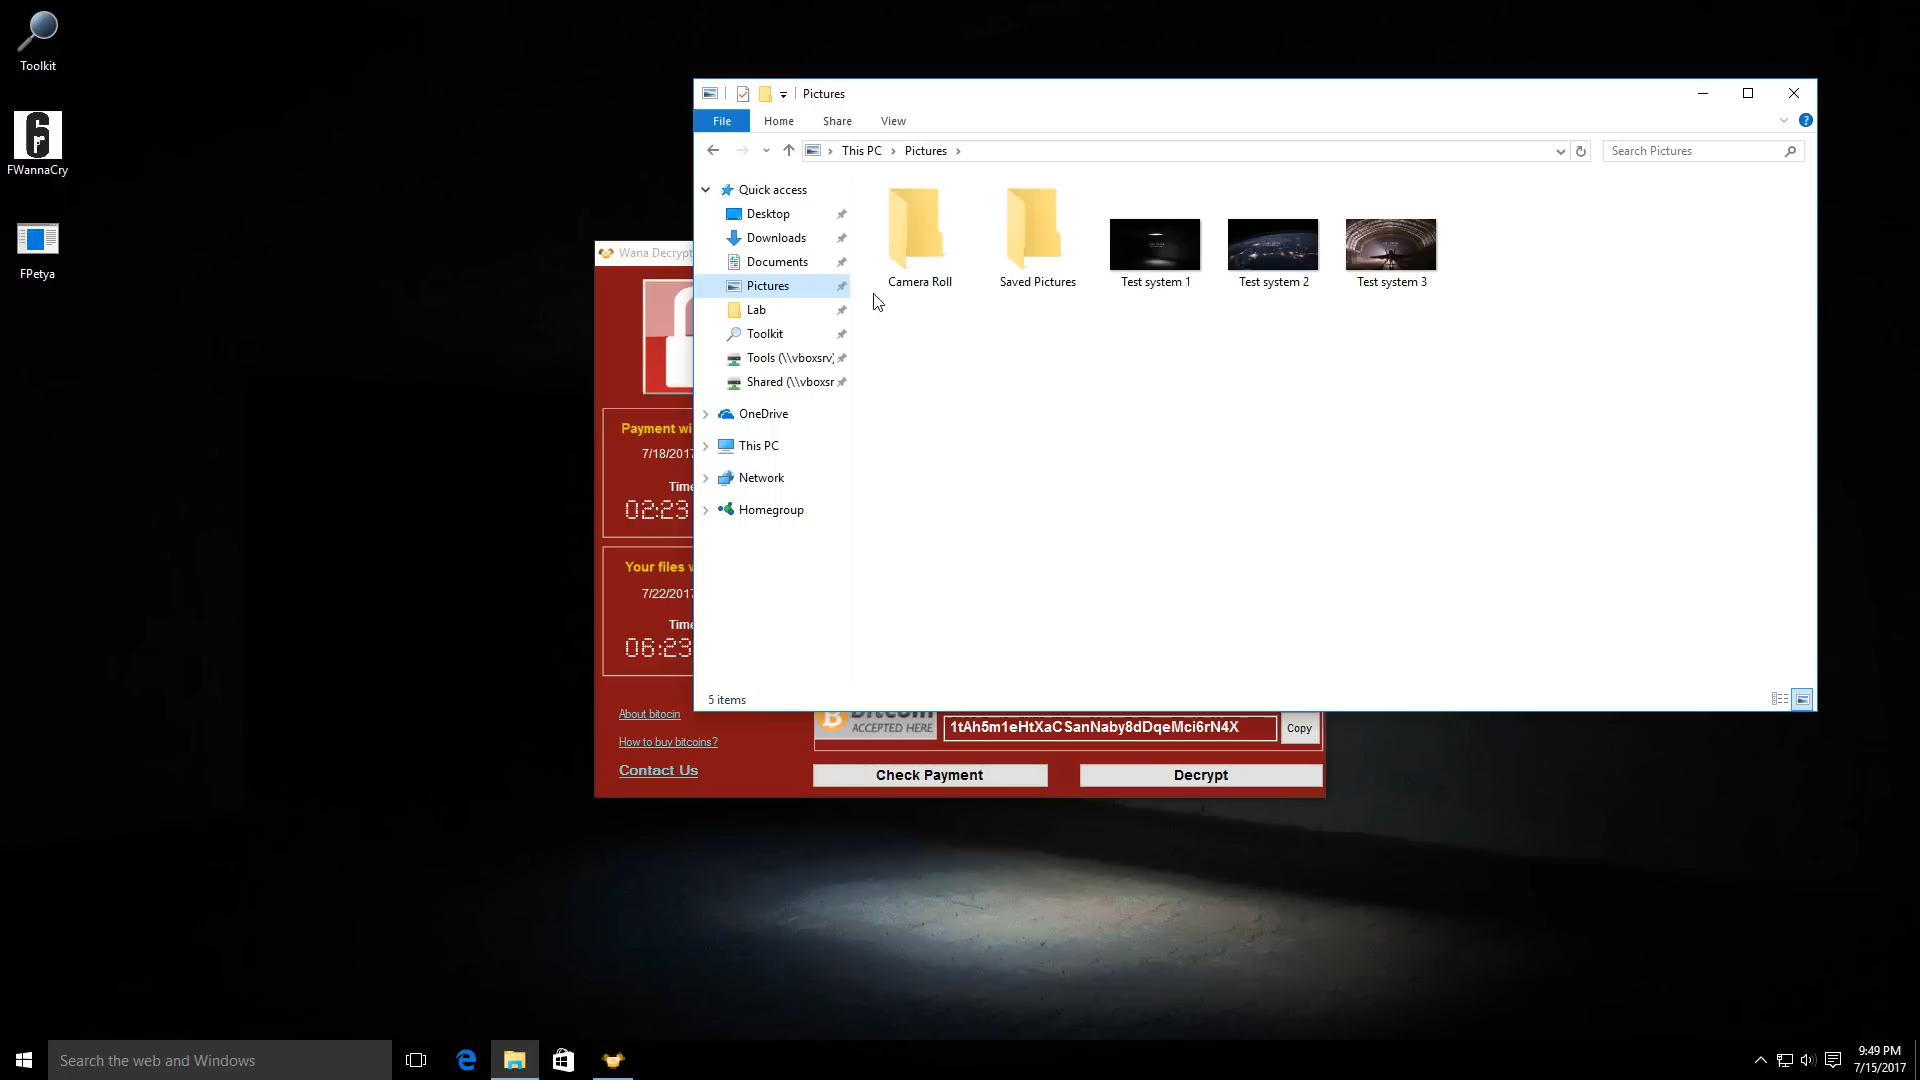 Toolkit
FWannaCry
FPetya
Pictures
File Home Share View
This PC Pictures
Search Pictures
Quick access
Desktop
Downloads
Documents
Pictures
Lab
Toolkit
Tools (\\vboxsrv)
Shared (\\vboxsr
OneDrive
This PC
Network
Homegroup
Camera Roll
Saved Pictures
Test system 1
Test system 2
Test system 3
5 items
Wana Decrypt
Payment wi
7/18/2017
Time
02:23
Your files w
7/22/2017
Time
06:23
About bitocin
How to buy bitcoins?
Contact Us
bitcoin
ACCEPTED HERE
1tAh5m1eHtXaCSanNaby8dDqeMci6rN4X
Copy
Check Payment
Decrypt
Search the web and Windows
9:49 PM
7/15/2017